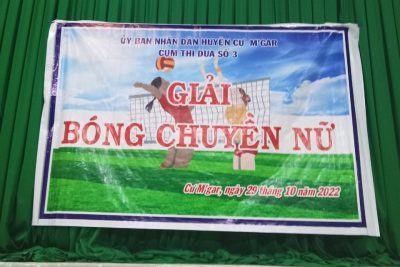 ỦY BAN NHÂN DÂN HUYỆN CƯ M'GAR
CỤM THI ĐUA SỐ 3
GIẢI
BÓNG CHUYỀN NỮ
Cư M'gar, ngày 29 tháng 10 năm 2022